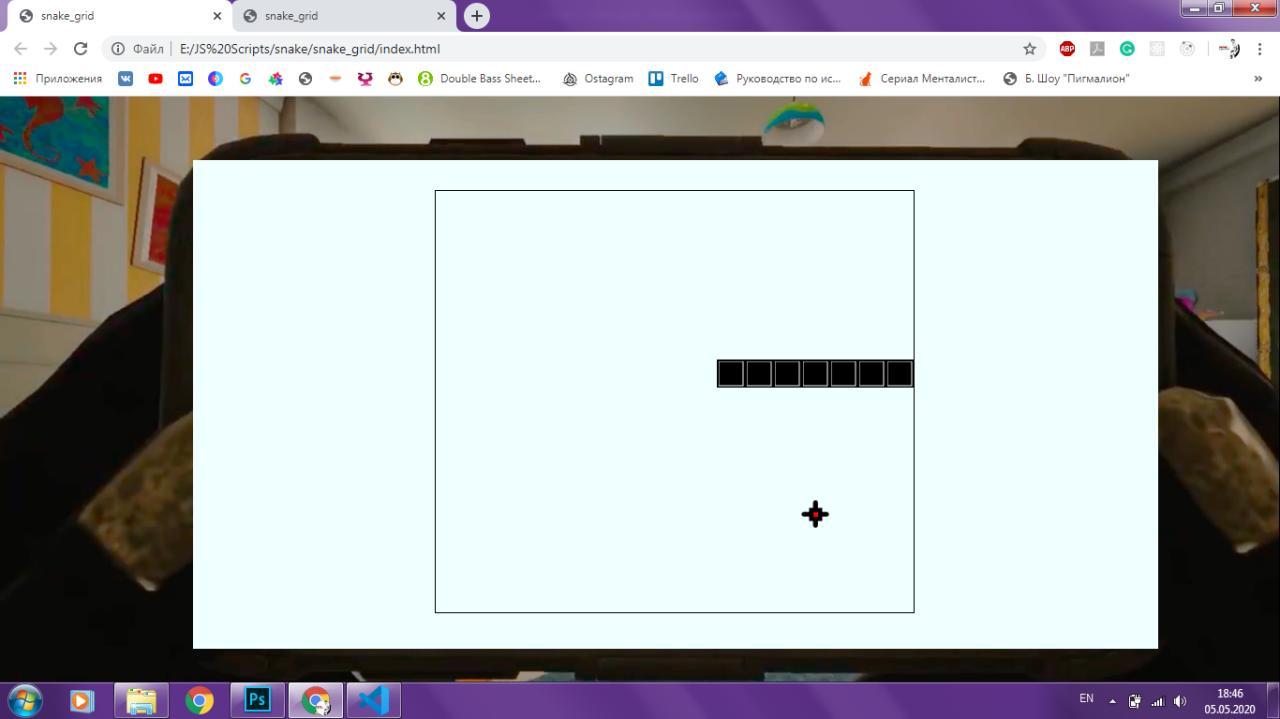 snake_grid
snake_grid
Файл
E:/JS%20Scripts/snake/snake_grid/index.html
ABP
Приложения
Double Bass Sheet...
Ostagram
Trello
Руководство по ис...
Сериал Менталист...
Б. Шоу "Пигмалион"
»
Ps
EN
18:46
05.05.2020